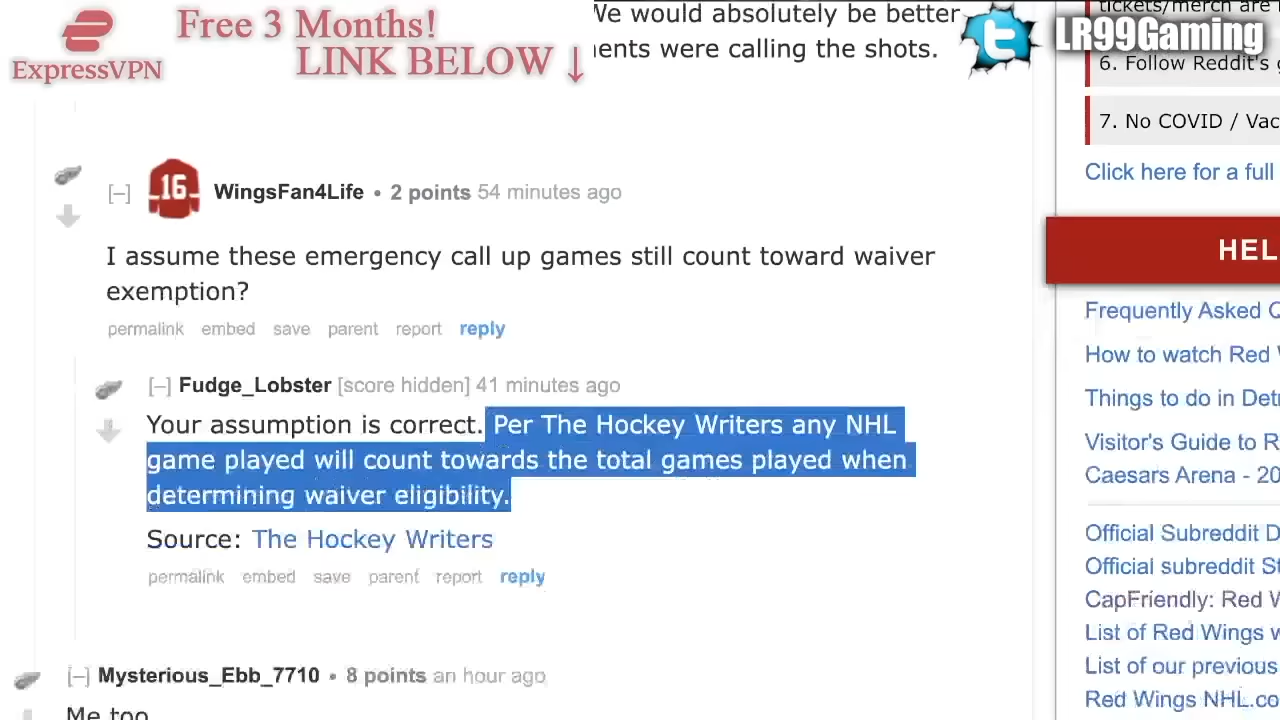 Free 3 Months!
LINK BELOW ↓
ExpressVPN
We would absolutely be better
ents were calling the shots.
LR99Gaming
tickets/merch are
6. Follow Reddit's
7. No COVID / Vac
Click here for a full
16
[–] WingsFan4Life • 2 points 54 minutes ago
I assume these emergency call up games still count toward waiver
exemption?
permalink embed save parent report reply
[–] Fudge_Lobster [score hidden] 41 minutes ago
Your assumption is correct. Per The Hockey Writers any NHL
game played will count towards the total games played when
determining waiver eligibility.
Source: The Hockey Writers
permalink embed save parent report reply
[–] Mysterious_Ebb_7710 • 8 points an hour ago
Me too
HEL
Frequently Asked Q
How to watch Red W
Things to do in Detr
Visitor's Guide to R
Caesars Arena - 20
Official Subreddit D
Official subreddit St
CapFriendly: Red W
List of Red Wings w
List of our previous
Red Wings NHL.co